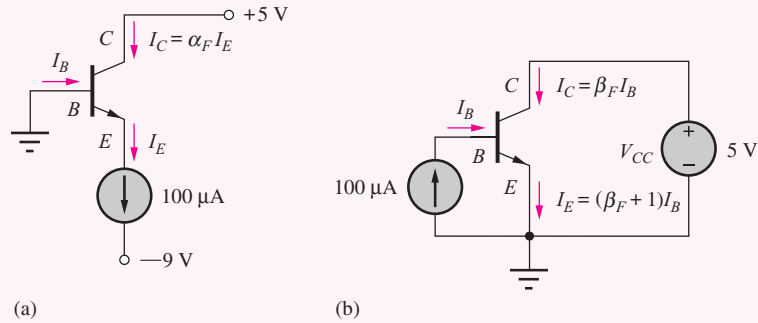 +5 V
C
I_C = α_F I_E
I_B
B
E
I_E
100 μA
—9 V
(a)
C
I_C = β_F I_B
I_B
B
V_CC
+
–
5 V
100 μA
E
I_E = (β_F + 1)I_B
(b)